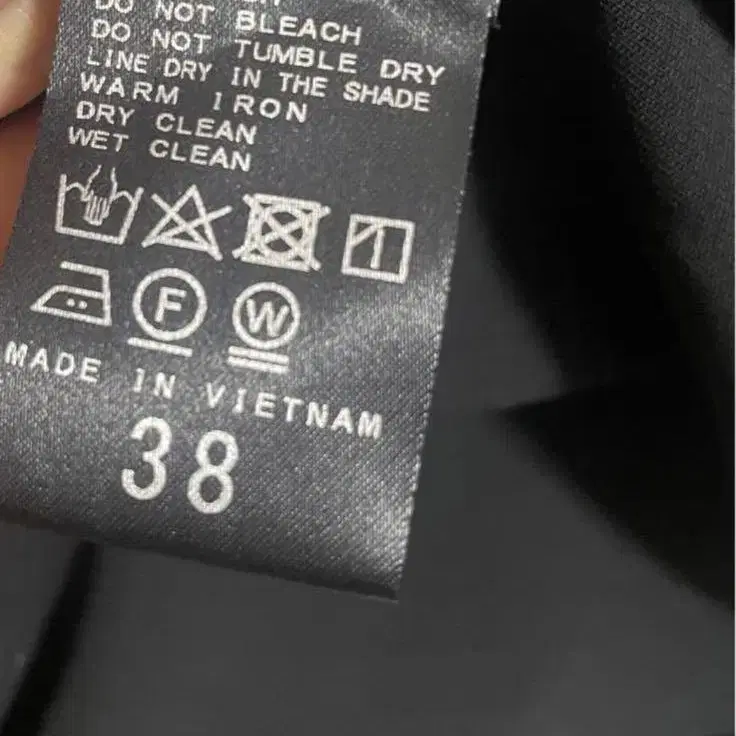 DO NOT BLEACH
DO NOT TUMBLE DRY
LINE DRY IN THE SHADE
WARM IRON
DRY CLEAN
WET CLEAN
F W
MADE IN VIETNAM
38